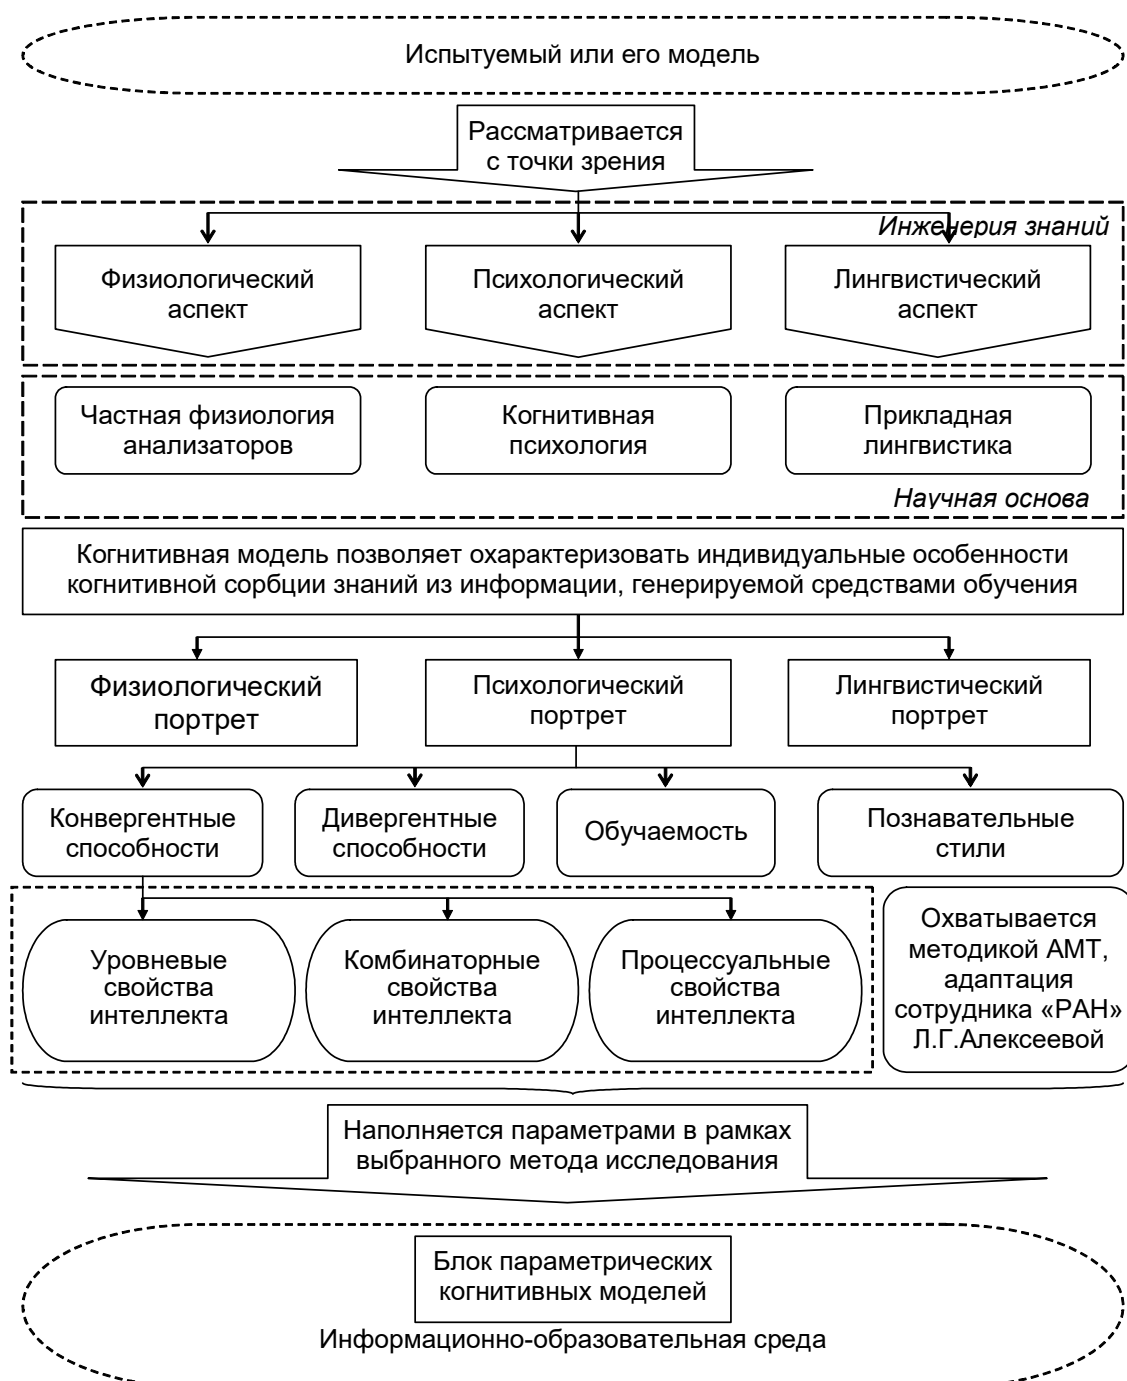 Испытуемый или его модель
Рассматривается
с точки зрения
Инженерия знаний
Физиологический
аспект
Психологический
аспект
Лингвистический
аспект
Частная физиология
анализаторов
Когнитивная
психология
Прикладная
лингвистика
Научная основа
Когнитивная модель позволяет охарактеризовать индивидуальные особенности
когнитивной сорбции знаний из информации, генерируемой средствами обучения
Физиологический
портрет
Психологический
портрет
Лингвистический
портрет
Конвергентные
способности
Дивергентные
способности
Обучаемость
Познавательные
стили
Уровневые
свойства
интеллекта
Комбинаторные
свойства
интеллекта
Процессуальные
свойства
интеллекта
Охватывается
методикой АМТ,
адаптация
сотрудника «РАН»
Л.Г.Алексеевой
Наполняется параметрами в рамках
выбранного метода исследования
Блок параметрических
когнитивных моделей
Информационно-образовательная среда